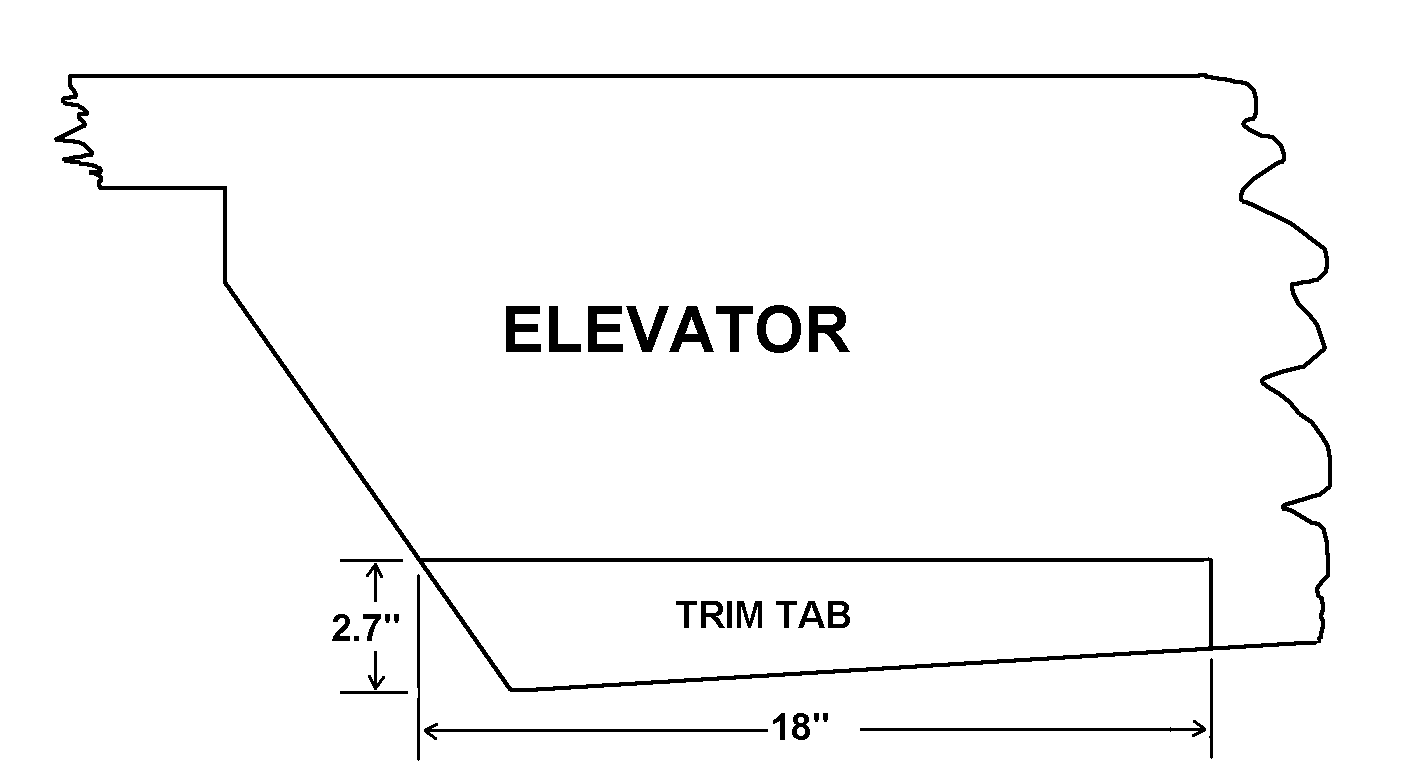 ELEVATOR
TRIM TAB
2.7"
18"